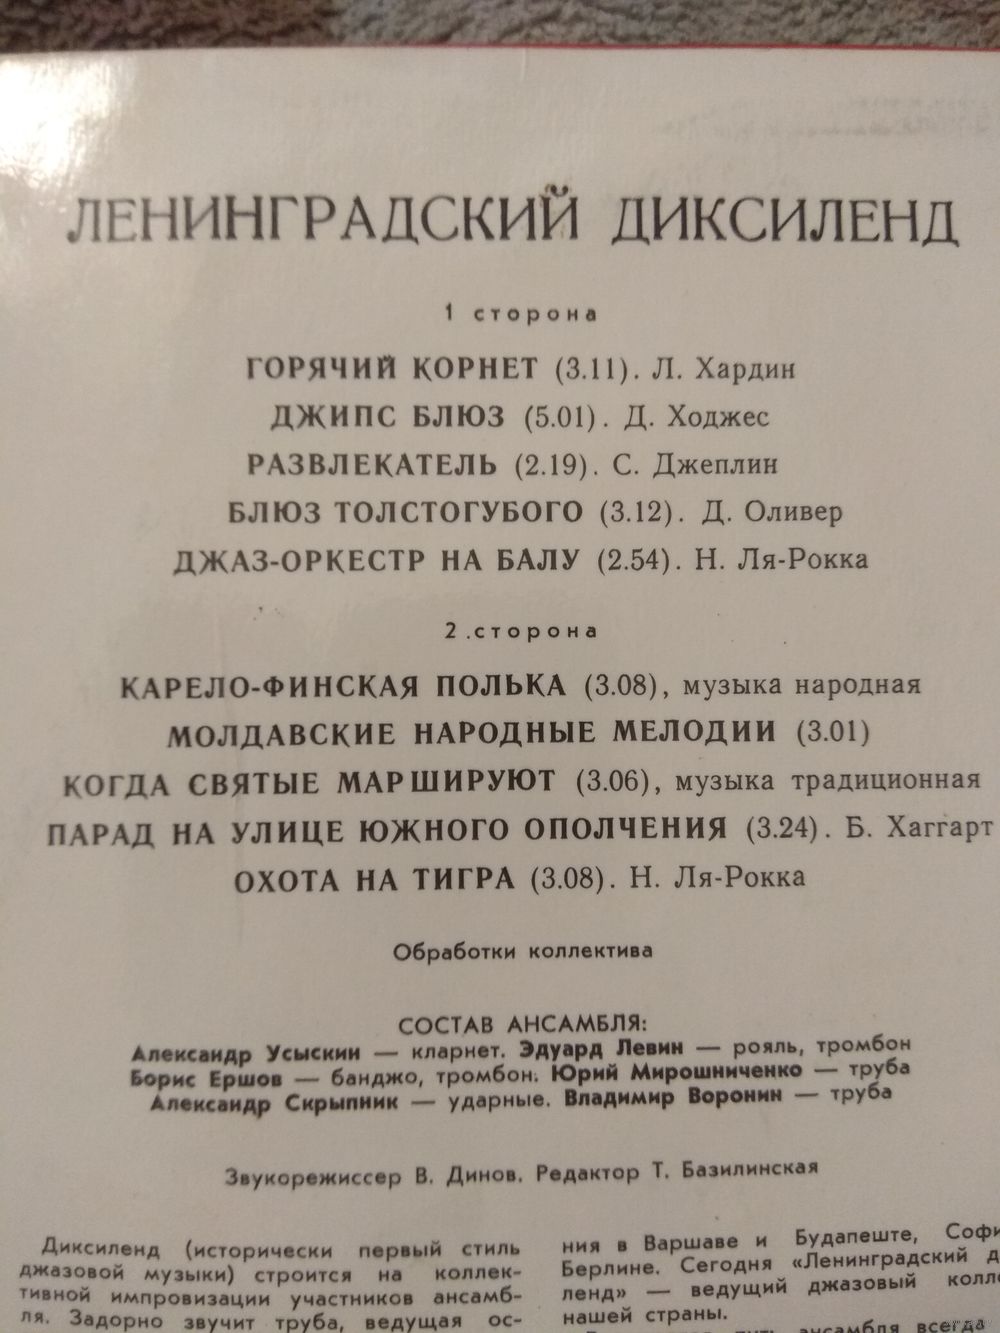 ЛЕНИНГРАДСКИЙ ДИКСИЛЕНД
1 сторона
ГОРЯЧИЙ КОРНЕТ (3.11). Л. Хардин
ДЖИПС БЛЮЗ (5.01). Д. Ходжес
РАЗВЛЕКАТЕЛЬ (2.19). С. Джеплин
БЛЮЗ ТОЛСТОГУБОГО (3.12). Д. Оливер
ДЖАЗ-ОРКЕСТР НА БАЛУ (2.54). Н. Ля-Рокка
2 .сторона
КАРЕЛО-ФИНСКАЯ ПОЛЬКА (3.08), музыка народная
МОЛДАВСКИЕ НАРОДНЫЕ МЕЛОДИИ (3.01)
КОГДА СВЯТЫЕ МАРШИРУЮТ (3.06), музыка традиционная
ПАРАД НА УЛИЦЕ ЮЖНОГО ОПОЛЧЕНИЯ (3.24). Б. Хаггарт
ОХОТА НА ТИГРА (3.08). Н. Ля-Рокка
Обработки коллектива
СОСТАВ АНСАМБЛЯ:
Александр Усыскин — кларнет. Эдуард Левин — рояль, тромбон
Борис Ершов — банджо, тромбон. Юрий Мирошниченко — труба
Александр Скрыпник — ударные. Владимир Воронин — труба
Звукорежиссер В. Динов. Редактор Т. Базилинская
Диксиленд (исторически первый стиль
джазовой музыки) строится на коллек-
тивной импровизации участников ансамб-
ля. Задорно звучит труба, ведущая ос-
ния в Варшаве и Будапеште, Софи
Берлине. Сегодня «Ленинградский д
ленд» — ведущий джазовый колл
нашей страны.
путь ансамбля всегда